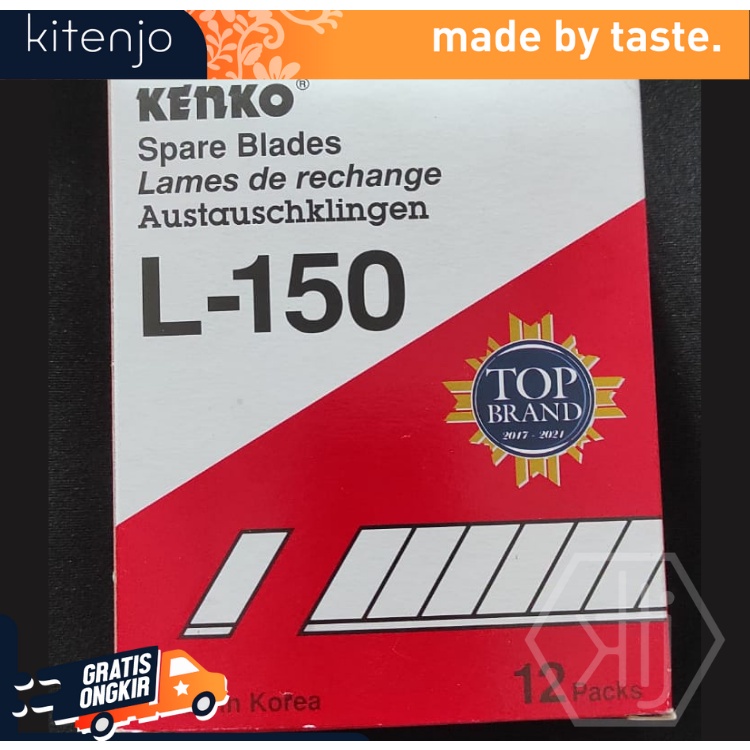 kitenjo
made by taste.
KENKO®
Spare Blades
Lames de rechange
Austauschklingen
L-150
TOP
BRAND
2017 - 2021
12 Packs
in Korea
GRATIS
ONGKIR